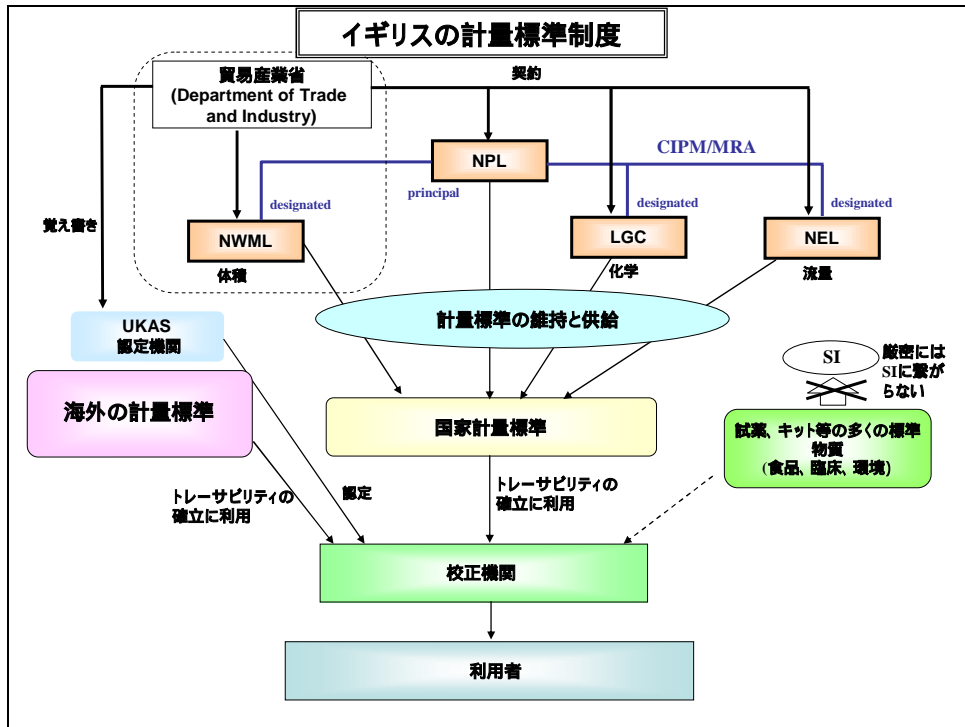 イギリスの計量標準制度
貿易産業省
(Department of Trade
and Industry)
契約
NPL
CIPM/MRA
designated
principal
designated
designated
覚え書き
NWML
LGC
NEL
体積
化学
流量
UKAS
認定機関
計量標準の維持と供給
SI
厳密には
SIに繋が
らない
海外の計量標準
国家計量標準
試薬、キット等の多くの標準
物質
(食品、臨床、環境)
トレーサビリティの
確立に利用
認定
トレーサビリティの
確立に利用
校正機関
利用者